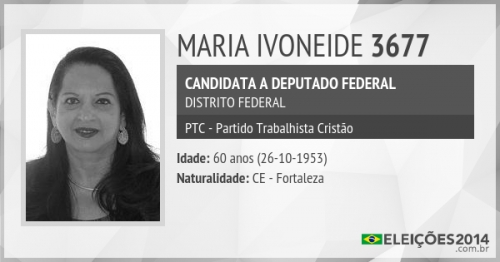 MARIA IVONEIDE 3677
CANDIDATA A DEPUTADO FEDERAL
DISTRITO FEDERAL
PTC - Partido Trabalhista Cristão
Idade: 60 anos (26-10-1953)
Naturalidade: CE - Fortaleza
ELEIÇÕES2014
.com.br